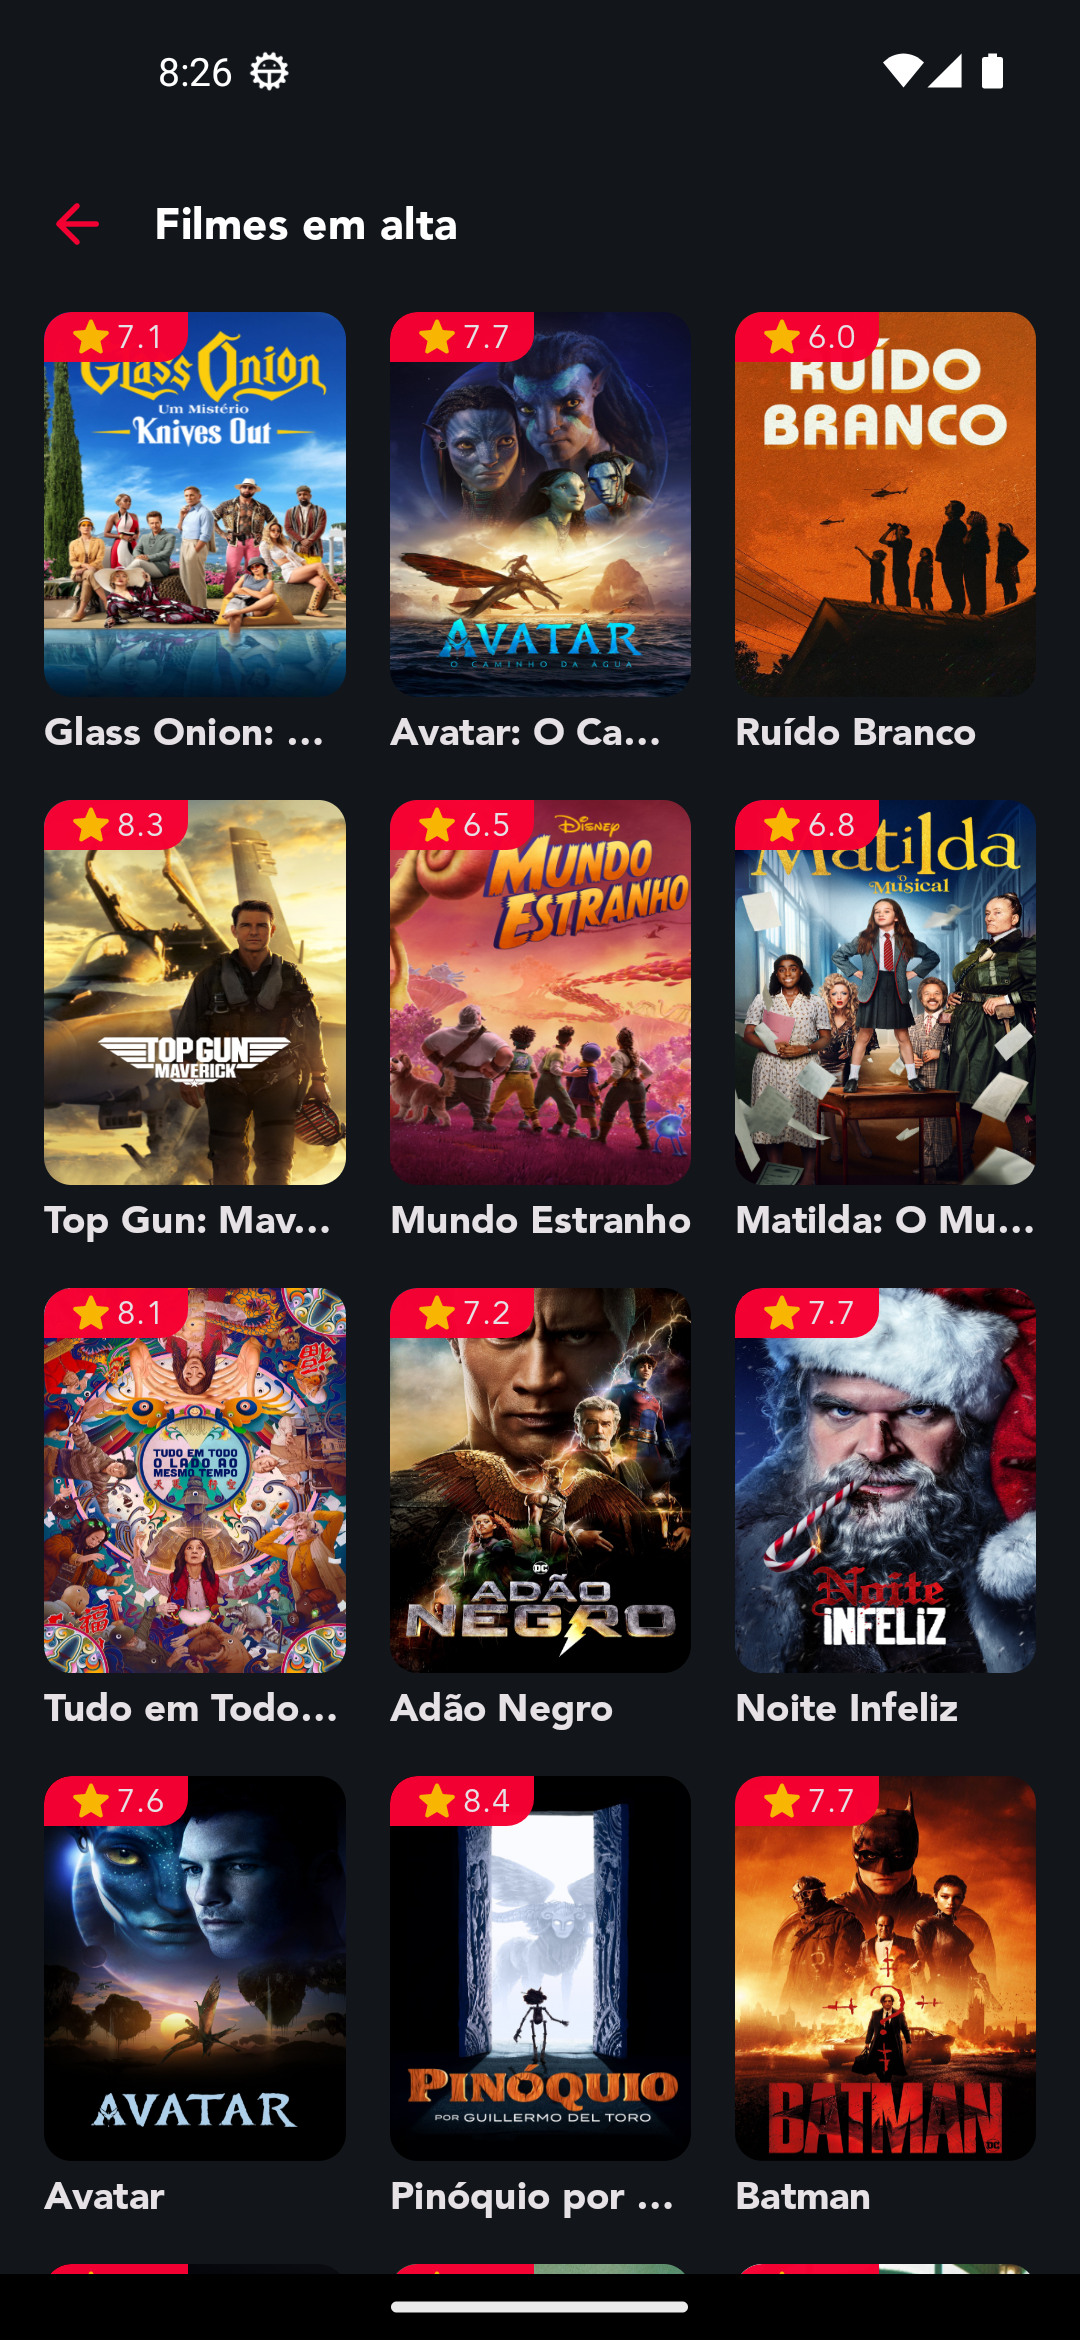 8:26
Filmes em alta
7.1
7.7
6.0
Glass Onion
Um Mistério
Knives Out
AVATAR
O CAMINHO DA ÁGUA
RUÍDO
BRANCO
Glass Onion: ...
Avatar: O Ca...
Ruído Branco
8.3
6.5
6.8
TOP GUN
MAVERICK
Disney
MUNDO
ESTRANHO
Matilda
O
Musical
Top Gun: Mav...
Mundo Estranho
Matilda: O Mu...
8.1
7.2
7.7
TUDO EM TODO
O LADO AO
MESMO TEMPO
福
DC
ADÃO
NEGRO
Noite
INFELIZ
Tudo em Todo...
Adão Negro
Noite Infeliz
7.6
8.4
7.7
AVATAR
PINÓQUIO
POR GUILLERMO DEL TORO
BATMAN
DC
Avatar
Pinóquio por ...
Batman